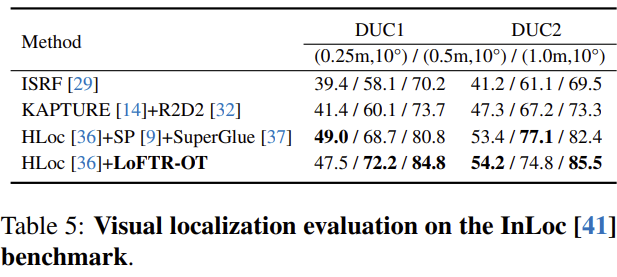 Method DUC1 DUC2
(0.25m,10°) / (0.5m,10°) / (1.0m,10°)
ISRF [29] 39.4 / 58.1 / 70.2 41.2 / 61.1 / 69.5
KAPTURE [14]+R2D2 [32] 41.4 / 60.1 / 73.7 47.3 / 67.2 / 73.3
HLoc [36]+SP [9]+SuperGlue [37] 49.0 / 68.7 / 80.8 53.4 / 77.1 / 82.4
HLoc [36]+LoFTR-OT 47.5 / 72.2 / 84.8 54.2 / 74.8 / 85.5
Table 5: Visual localization evaluation on the InLoc [41]
benchmark.